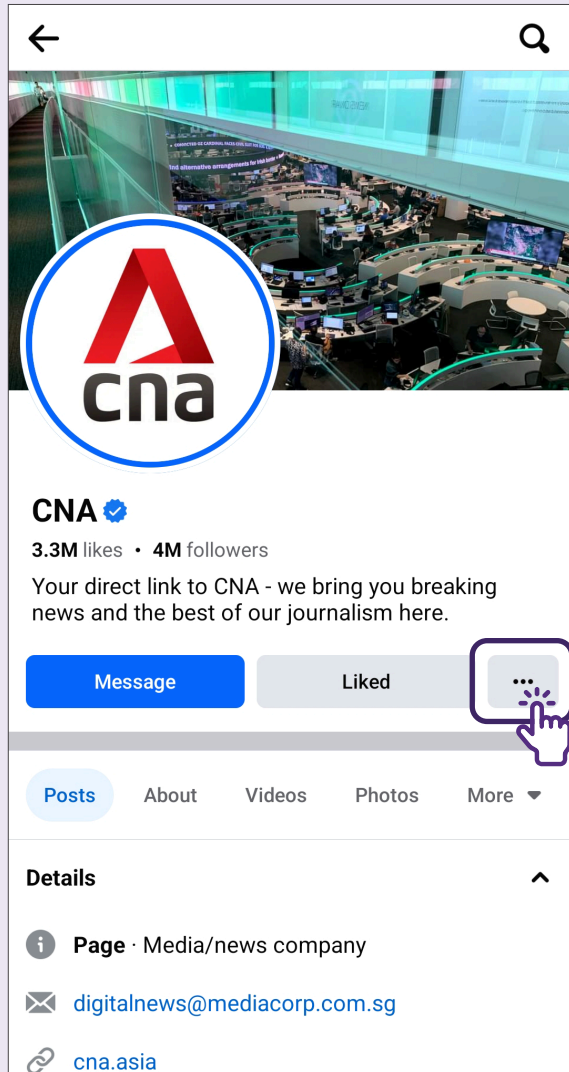 cna
CNA
3.3M likes • 4M followers
Your direct link to CNA - we bring you breaking
news and the best of our journalism here.
Message
Liked
...
Posts
About
Videos
Photos
More
Details
Page · Media/news company
digitalnews@mediacorp.com.sg
cna.asia